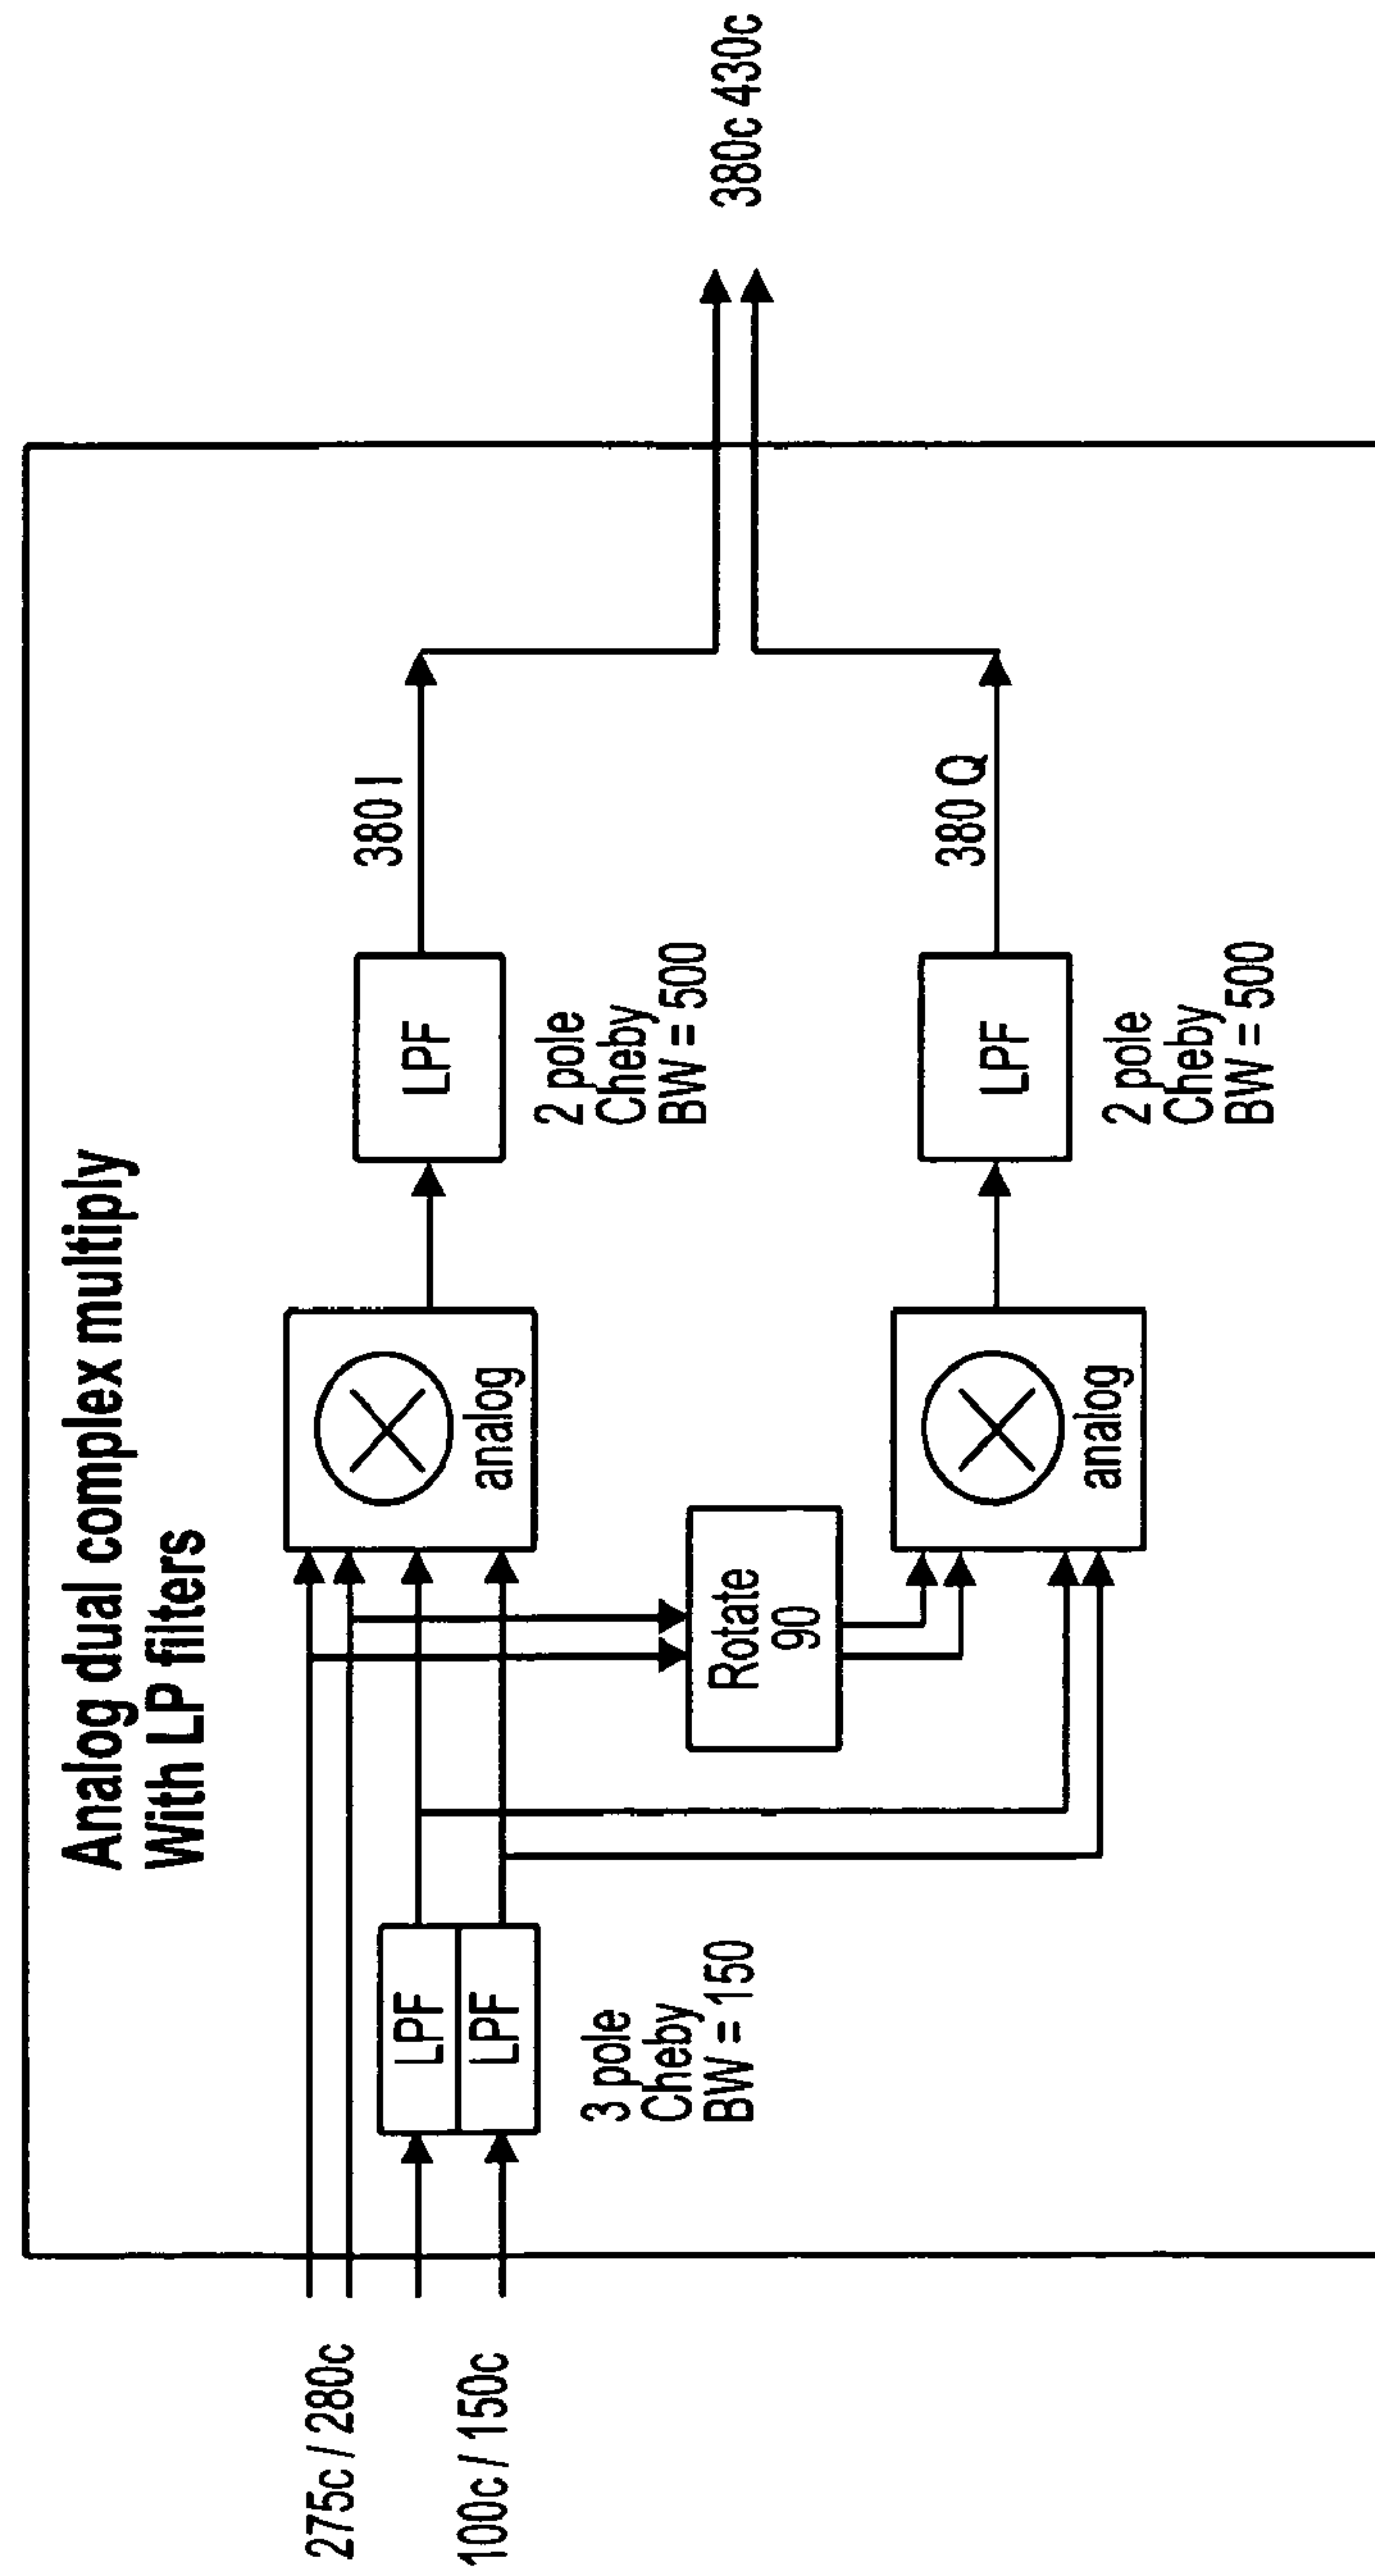 Analog dual complex multiply
With LP filters
275c / 280c
100c / 150c
LPF
LPF
3 pole
Cheby
BW = 150
analog
Rotate
90
analog
LPF
2 pole
Cheby
BW = 500
LPF
2 pole
Cheby
BW = 500
380 I
380 Q
380c 430c